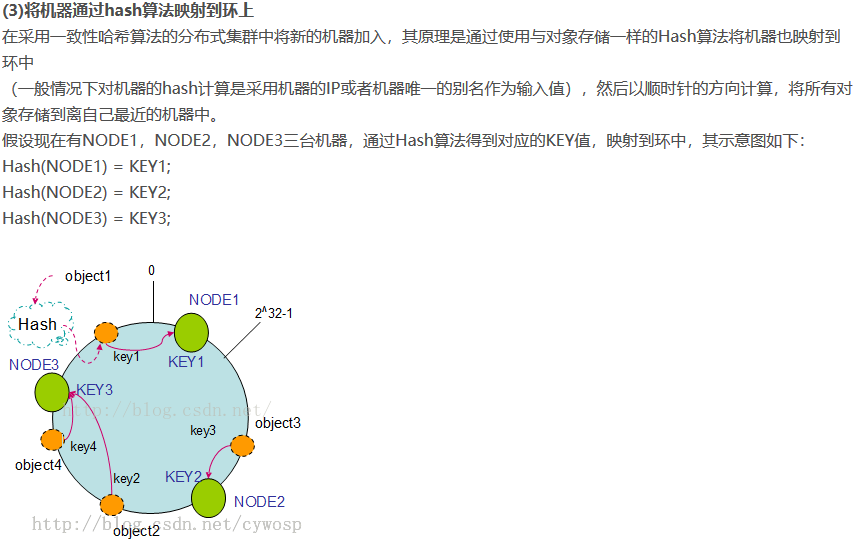 (3)将机器通过hash算法映射到环上
在采用一致性哈希算法的分布式集群中将新的机器加入，其原理是通过使用与对象存储一样的Hash算法将机器也映射到
环中
（一般情况下对机器的hash计算是采用机器的IP或者机器唯一的别名作为输入值），然后以顺时针的方向计算，将所有对
象存储到离自己最近的机器中。
假设现在有NODE1，NODE2，NODE3三台机器，通过Hash算法得到对应的KEY值，映射到环中，其示意图如下：
Hash(NODE1) = KEY1;
Hash(NODE2) = KEY2;
Hash(NODE3) = KEY3;
object1
0
NODE1
2^32-1
Hash
key1
KEY1
NODE3
KEY3
http://blog.csdn.net/
object3
key3
key4
object4
key2
KEY2
NODE2
http://blog.csdn.net/cywosp
object2